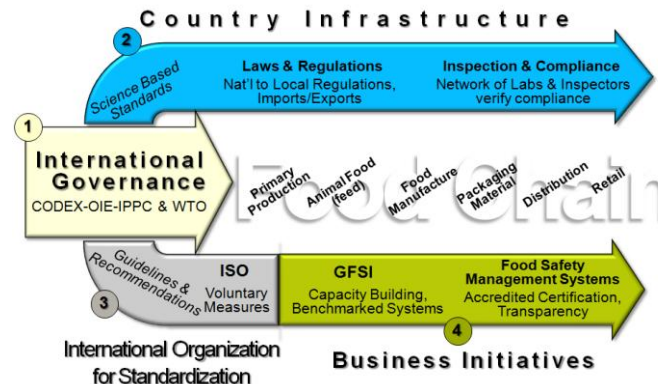 Country Infrastructure
2
Science Based
Standards
Laws & Regulations
Nat'l to Local Regulations,
Imports/Exports
Inspection & Compliance
Network of Labs & Inspectors
verify compliance
1
International
Governance
CODEX-OIE-IPPC & WTO
Food Chain
Primary
Production
Animal Food
(feed)
Food
Manufacture
Packaging
Material
Distribution
Retail
Guidelines &
Recommendations
3
ISO
Voluntary
Measures
GFSI
Capacity Building,
Benchmarked Systems
Food Safety
Management Systems
Accredited Certification,
Transparency
4
International Organization
for Standardization
Business Initiatives